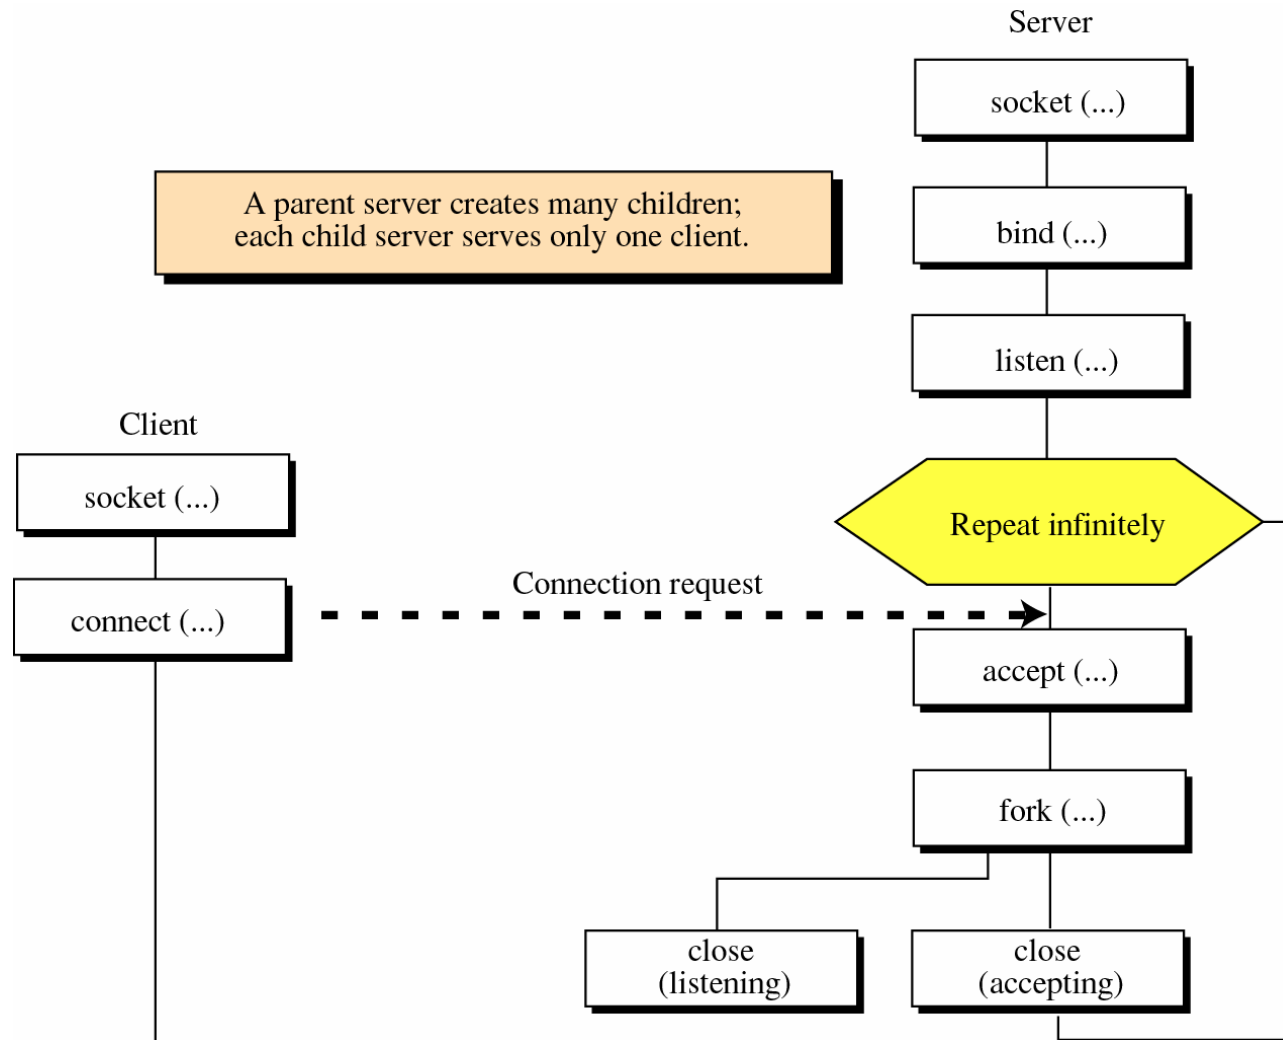 Server
socket (...)
A parent server creates many children;
each child server serves only one client.
bind (...)
listen (...)
Client
socket (...)
Repeat infinitely
Connection request
connect (...)
accept (...)
fork (...)
close
(listening)
close
(accepting)